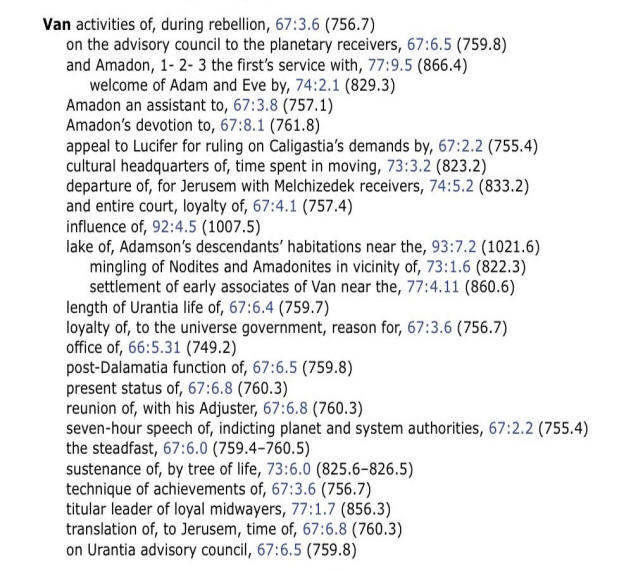 Van activities of, during rebellion, 67:3.6 (756.7)
on the advisory council to the planetary receivers, 67:6.5 (759.8)
and Amadon, 1- 2- 3 the first's service with, 77:9.5 (866.4)
welcome of Adam and Eve by, 74:2.1 (829.3)
Amadon an assistant to, 67:3.8 (757.1)
Amadon's devotion to, 67:8.1 (761.8)
appeal to Lucifer for ruling on Caligastia's demands by, 67:2.2 (755.4)
cultural headquarters of, time spent in moving, 73:3.2 (823.2)
departure of, for Jerusem with Melchizedek receivers, 74:5.2 (833.2)
and entire court, loyalty of, 67:4.1 (757.4)
influence of, 92:4.5 (1007.5)
lake of, Adamson's descendants' habitations near the, 93:7.2 (1021.6)
mingling of Nodites and Amadonites in vicinity of, 73:1.6 (822.3)
settlement of early associates of Van near the, 77:4.11 (860.6)
length of Urantia life of, 67:6.4 (759.7)
loyalty of, to the universe government, reason for, 67:3.6 (756.7)
office of, 66:5.31 (749.2)
post-Dalamatia function of, 67:6.5 (759.8)
present status of, 67:6.8 (760.3)
reunion of, with his Adjuster, 67:6.8 (760.3)
seven-hour speech of, indicting planet and system authorities, 67:2.2 (755.4)
the steadfast, 67:6.0 (759.4–760.5)
sustenance of, by tree of life, 73:6.0 (825.6–826.5)
technique of achievements of, 67:3.6 (756.7)
titular leader of loyal midwayers, 77:1.7 (856.3)
translation of, to Jerusem, time of, 67:6.8 (760.3)
on Urantia advisory council, 67:6.5 (759.8)